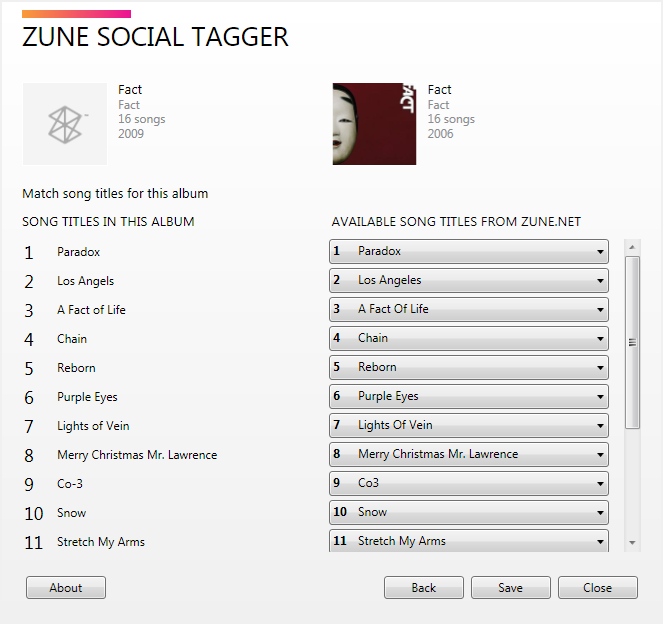 ZUNE SOCIAL TAGGER
Fact
Fact
16 songs
2009
FACT
Fact
Fact
16 songs
2006
Match song titles for this album
SONG TITLES IN THIS ALBUM
AVAILABLE SONG TITLES FROM ZUNE.NET
1 Paradox
1 Paradox
2 Los Angels
2 Los Angeles
3 A Fact of Life
3 A Fact Of Life
4 Chain
4 Chain
5 Reborn
5 Reborn
6 Purple Eyes
6 Purple Eyes
7 Lights of Vein
7 Lights Of Vein
8 Merry Christmas Mr. Lawrence
8 Merry Christmas Mr. Lawrence
9 Co-3
9 Co3
10 Snow
10 Snow
11 Stretch My Arms
11 Stretch My Arms
About
Back
Save
Close